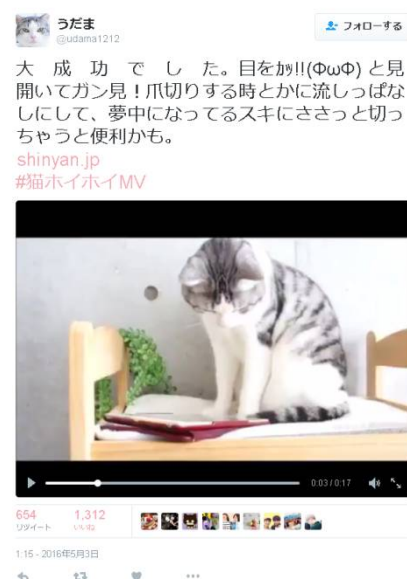 うだま
@udama1212
フォローする
大 成 功 で し た。目をｶｯ!!(ΦωΦ) と見
開いてガン見！爪切りする時とかに流しっぱな
しにして、夢中になってるスキにささっと切っ
ちゃうと便利かも。
shinyan.jp
#猫ホイホイMV
0:03 / 0:17
654 1,312
リツイート いいね
1:15 - 2016年5月3日